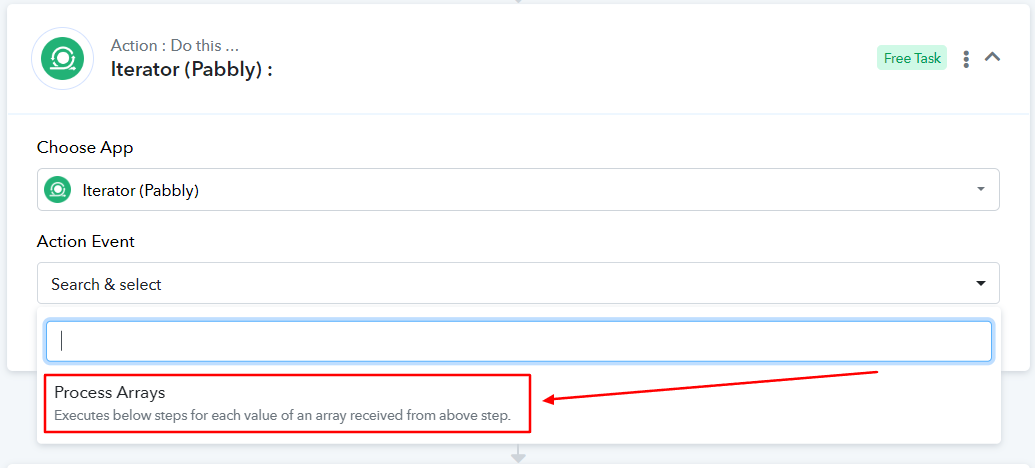 Action : Do this ...
Iterator (Pabbly) :
Free Task
Choose App
Iterator (Pabbly)
Action Event
Search & select
Process Arrays
Executes below steps for each value of an array received from above step.